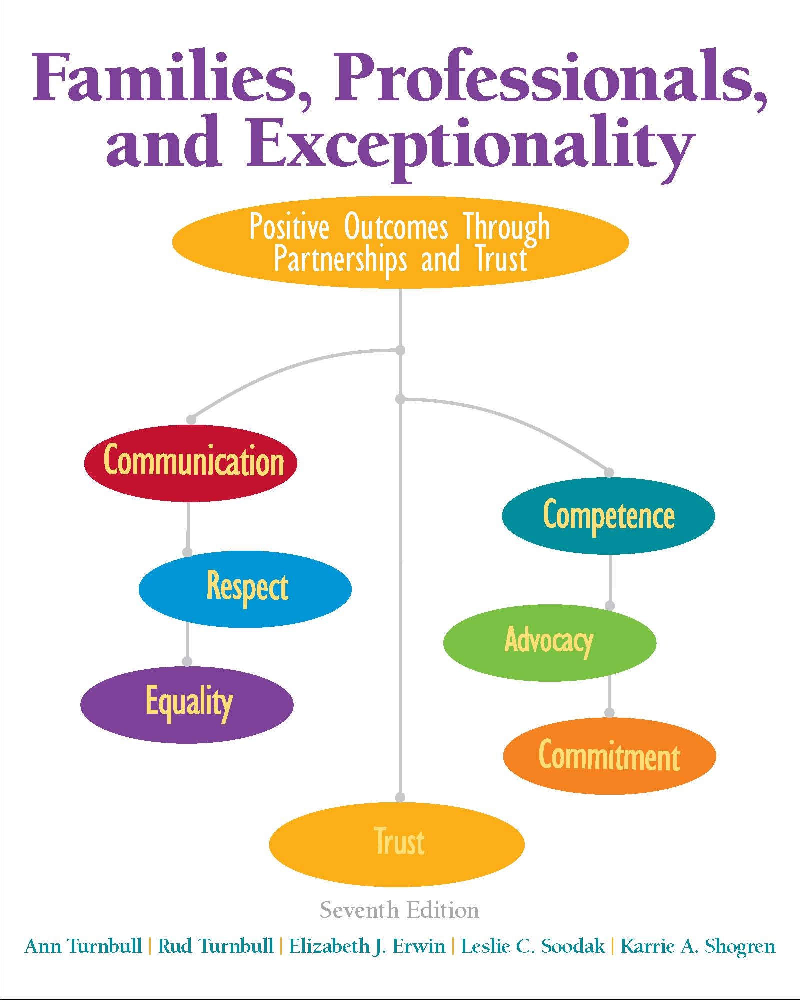 Families, Professionals,
and Exceptionality
Positive Outcomes Through
Partnerships and Trust
Communication
Competence
Respect
Advocacy
Equality
Commitment
Trust
Seventh Edition
Ann Turnbull | Rud Turnbull | Elizabeth J. Erwin | Leslie C. Soodak | Karrie A. Shogren